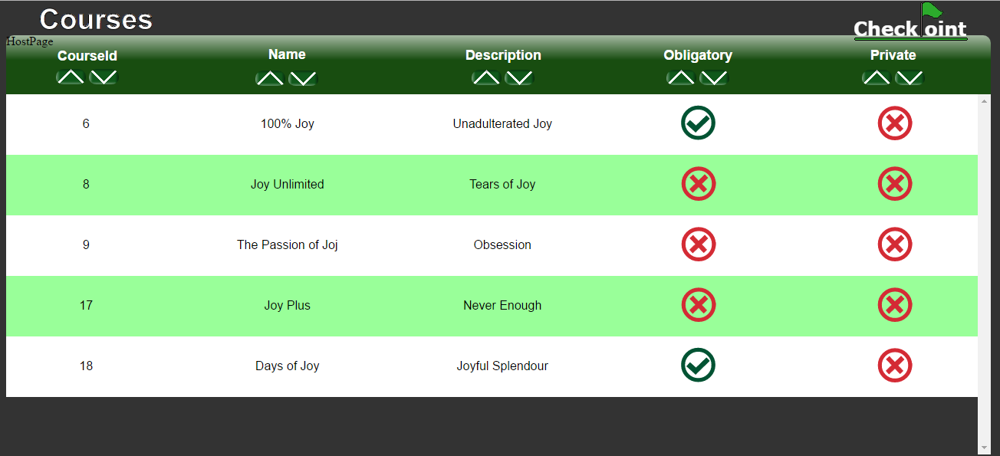 Courses
Check oint
HostPage
CourseId Name Description Obligatory Private
6 100% Joy Unadulterated Joy
8 Joy Unlimited Tears of Joy
9 The Passion of Joj Obsession
17 Joy Plus Never Enough
18 Days of Joy Joyful Splendour